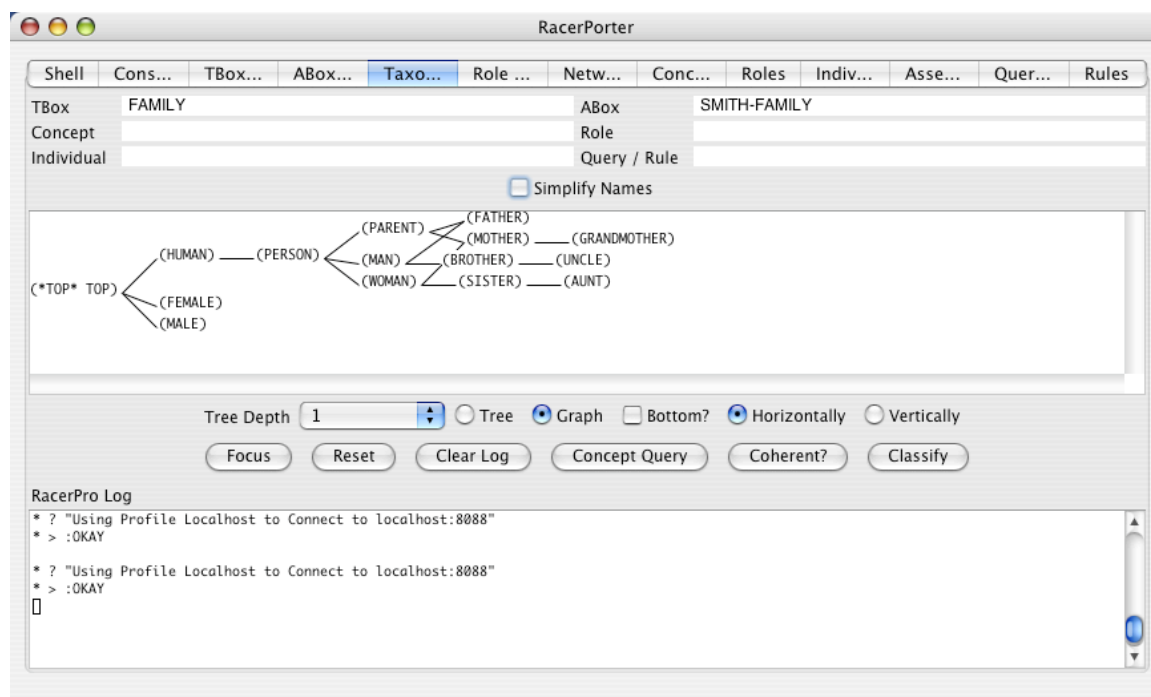 RacerPorter
Shell Cons... TBox... ABox... Taxo... Role ... Netw... Conc... Roles Indiv... Asse... Quer... Rules
TBox FAMILY ABox SMITH-FAMILY
Concept Role
Individual Query / Rule
Simplify Names
(FATHER)
(PARENT)
(MOTHER) (GRANDMOTHER)
(HUMAN) (PERSON) (MAN) (BROTHER) (UNCLE)
(WOMAN) (SISTER) (AUNT)
(*TOP* TOP)
(FEMALE)
(MALE)
Tree Depth 1 Tree Graph Bottom? Horizontally Vertically
Focus Reset Clear Log Concept Query Coherent? Classify
RacerPro Log
* ? "Using Profile Localhost to Connect to localhost:8088"
* > :OKAY
* ? "Using Profile Localhost to Connect to localhost:8088"
* > :OKAY